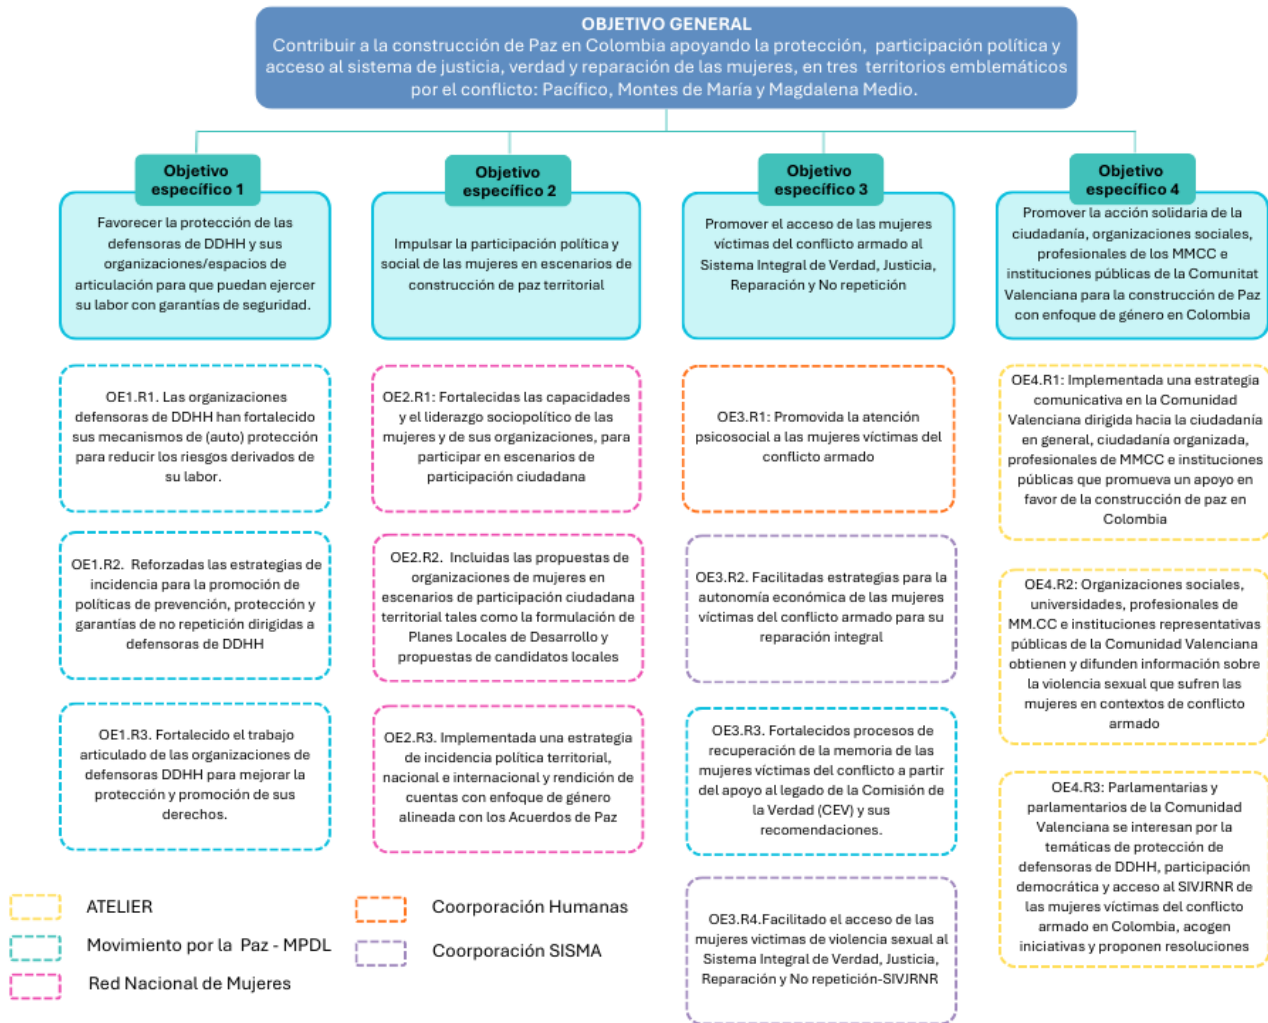 OBJETIVO GENERAL
Contribuir a la construcción de Paz en Colombia apoyando la protección, participación política y
acceso al sistema de justicia, verdad y reparación de las mujeres, en tres territorios emblemáticos
por el conflicto: Pacífico, Montes de María y Magdalena Medio.
Objetivo
específico 1
Favorecer la protección de las
defensoras de DDHH y sus
organizaciones/espacios de
articulación para que puedan ejercer
su labor con garantías de seguridad.
OE1.R1. Las organizaciones
defensoras de DDHH han fortalecido
sus mecanismos de (auto) protección
para reducir los riesgos derivados de
su labor.
OE1.R2. Reforzadas las estrategias de
incidencia para la promoción de
políticas de prevención, protección y
garantías de no repetición dirigidas a
defensoras de DDHH
OE1.R3. Fortalecido el trabajo
articulado de las organizaciones de
defensoras DDHH para mejorar la
protección y promoción de sus
derechos.
Objetivo
específico 2
Impulsar la participación política y
social de las mujeres en escenarios de
construcción de paz territorial
OE2.R1: Fortalecidas las capacidades
y el liderazgo sociopolítico de las
mujeres y de sus organizaciones, para
participar en escenarios de
participación ciudadana
OE2.R2. Incluidas las propuestas de
organizaciones de mujeres en
escenarios de participación ciudadana
territorial tales como la formulación de
Planes Locales de Desarrollo y
propuestas de candidatos locales
OE2.R3. Implementada una estrategia
de incidencia política territorial,
nacional e internacional y rendición de
cuentas con enfoque de género
alineada con los Acuerdos de Paz
Objetivo
específico 3
Promover el acceso de las mujeres
víctimas del conflicto armado al
Sistema Integral de Verdad, Justicia,
Reparación y No repetición
OE3.R1: Promovida la atención
psicosocial a las mujeres víctimas del
conflicto armado
OE3.R2. Facilitadas estrategias para la
autonomía económica de las mujeres
víctimas del conflicto armado para su
reparación integral
OE3.R3. Fortalecidos procesos de
recuperación de la memoria de las
mujeres víctimas del conflicto a partir
del apoyo al legado de la Comisión de
la Verdad (CEV) y sus
recomendaciones.
OE3.R4.Facilitado el acceso de las
mujeres victimas de violencia sexual al
Sistema Integral de Verdad, Justicia,
Reparación y No repetición-SIVJRNR
Objetivo
específico 4
Promover la acción solidaria de la
ciudadanía, organizaciones sociales,
profesionales de los MMCC e
instituciones públicas de la Comunitat
Valenciana para la construcción de Paz
con enfoque de género en Colombia
OE4.R1: Implementada una estrategia
comunicativa en la Comunidad
Valenciana dirigida hacia la ciudadanía
en general, ciudadanía organizada,
profesionales de MMCC e instituciones
públicas que promueva un apoyo en
favor de la construcción de paz en
Colombia
OE4.R2: Organizaciones sociales,
universidades, profesionales de
MM.CC e instituciones representativas
públicas de la Comunidad Valenciana
obtienen y difunden información sobre
la violencia sexual que sufren las
mujeres en contextos de conflicto
armado
OE4.R3: Parlamentarias y
parlamentarios de la Comunidad
Valenciana se interesan por la
temáticas de protección de
defensoras de DDHH, participación
democrática y acceso al SIVJRNR de
las mujeres víctimas del conflicto
armado en Colombia, acogen
iniciativas y proponen resoluciones
ATELIER
Movimiento por la Paz - MPDL
Red Nacional de Mujeres
Coorporación Humanas
Coorporación SISMA